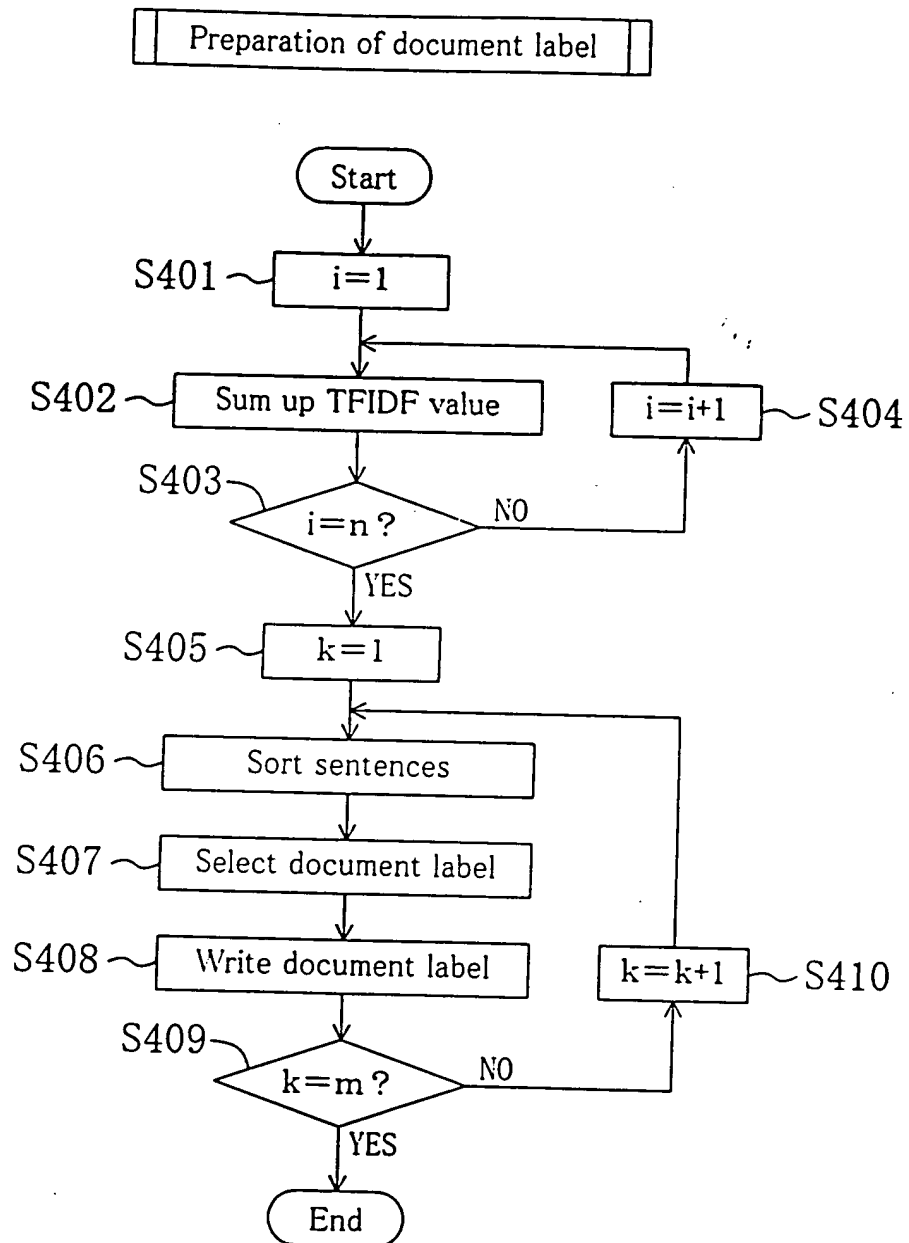 Preparation of document label
Start
S401
i=1
S402
Sum up TFIDF value
i=i+1
S404
S403
i=n?
NO
YES
S405
k=1
S406
Sort sentences
S407
Select document label
S408
Write document label
k=k+1
S410
S409
k=m?
NO
YES
End